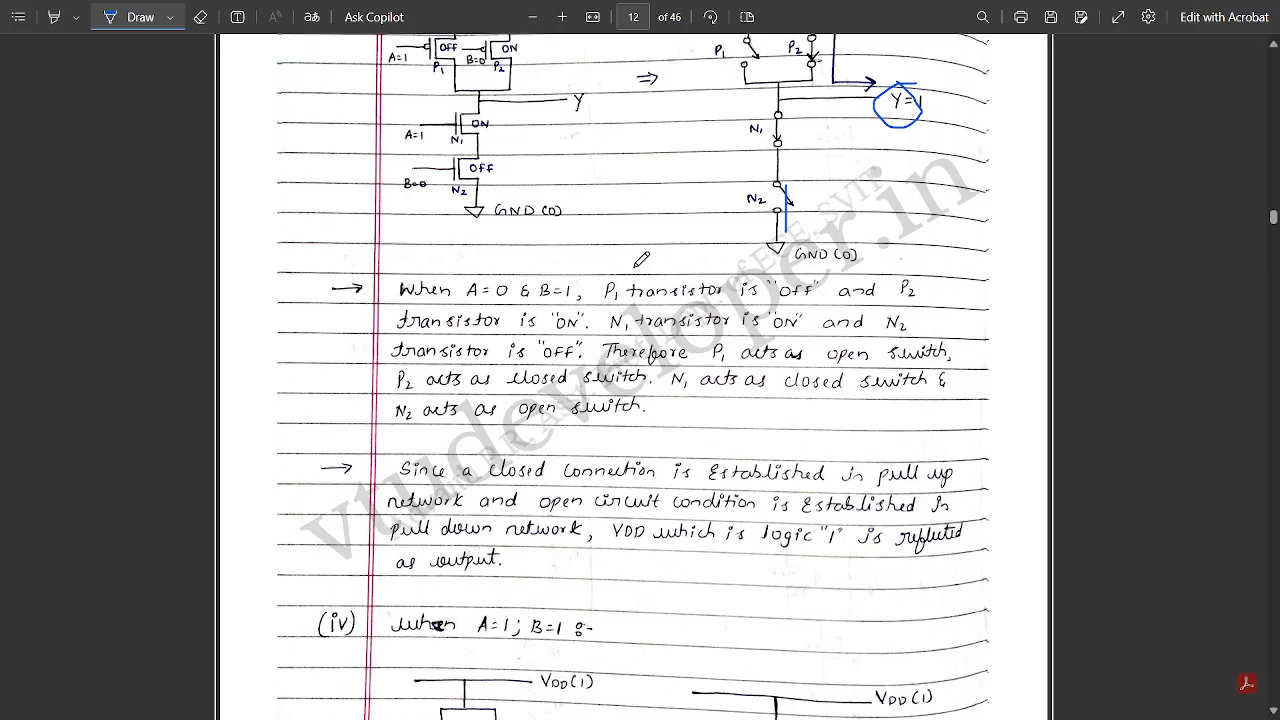 Draw
Ask Copilot
12 of 46
Edit with Acrobat
A=1 OFF B=0 ON
P1 P2
Y
A=1 ON
N1
OFF
B=0 N2
GND (0)
⇒
P1 P2
Y=1
N1
N2
GND (0)
→ When A=0 & B=1, P1 transistor is "OFF" and P2
transistor is "ON". N1 transistor is "ON" and N2
transistor is "OFF". Therefore P1 acts as open switch,
P2 acts as closed switch. N1 acts as closed switch &
N2 acts as open switch.
→ Since a closed connection is established in pull up
network and open circuit condition is established in
pull down network, VDD which is logic "1" is reflected
as output.
(iv) when A=1; B=1 :-
VDD(1)
VDD(1)
vtudeveloper.in